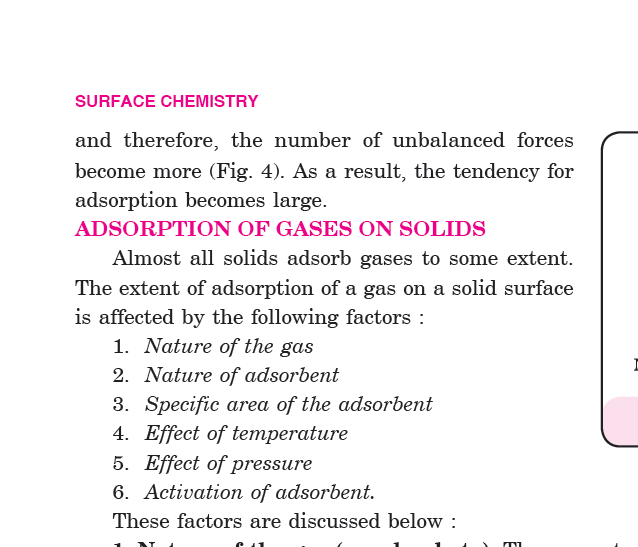 SURFACE CHEMISTRY
and therefore, the number of unbalanced forces
become more (Fig. 4). As a result, the tendency for
adsorption becomes large.
ADSORPTION OF GASES ON SOLIDS
Almost all solids adsorb gases to some extent.
The extent of adsorption of a gas on a solid surface
is affected by the following factors :
1. Nature of the gas
2. Nature of adsorbent
3. Specific area of the adsorbent
4. Effect of temperature
5. Effect of pressure
6. Activation of adsorbent.
These factors are discussed below :